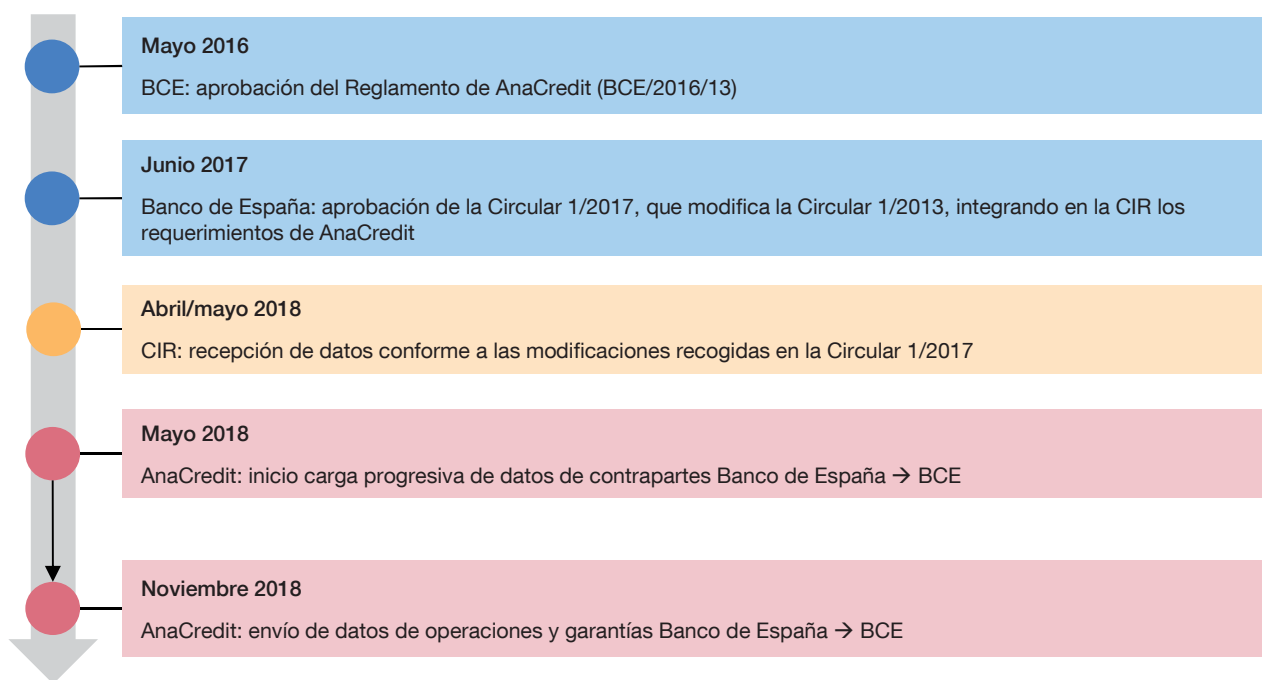 Mayo 2016
BCE: aprobación del Reglamento de AnaCredit (BCE/2016/13)
Junio 2017
Banco de España: aprobación de la Circular 1/2017, que modifica la Circular 1/2013, integrando en la CIR los
requerimientos de AnaCredit
Abril/mayo 2018
CIR: recepción de datos conforme a las modificaciones recogidas en la Circular 1/2017
Mayo 2018
AnaCredit: inicio carga progresiva de datos de contrapartes Banco de España → BCE
Noviembre 2018
AnaCredit: envío de datos de operaciones y garantías Banco de España → BCE